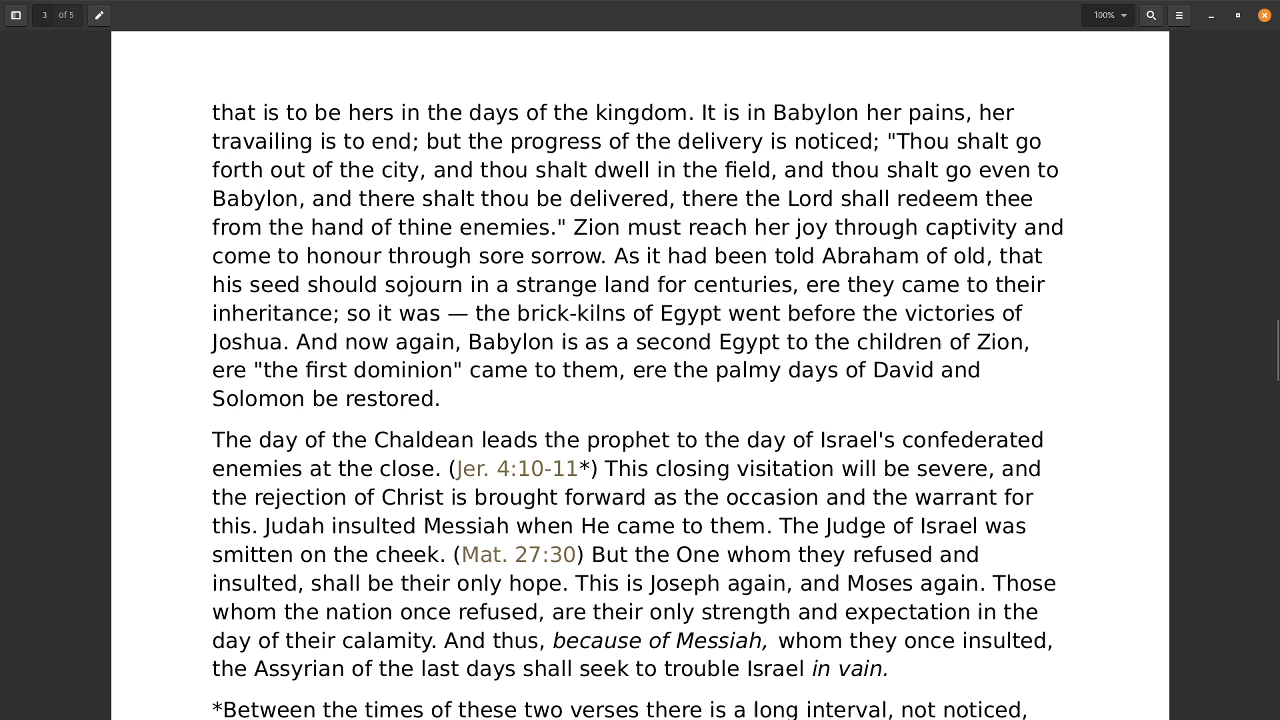 3 of 5
100%
that is to be hers in the days of the kingdom. It is in Babylon her pains, her
travailing is to end; but the progress of the delivery is noticed; "Thou shalt go
forth out of the city, and thou shalt dwell in the field, and thou shalt go even to
Babylon, and there shalt thou be delivered, there the Lord shall redeem thee
from the hand of thine enemies." Zion must reach her joy through captivity and
come to honour through sore sorrow. As it had been told Abraham of old, that
his seed should sojourn in a strange land for centuries, ere they came to their
inheritance; so it was — the brick-kilns of Egypt went before the victories of
Joshua. And now again, Babylon is as a second Egypt to the children of Zion,
ere "the first dominion" came to them, ere the palmy days of David and
Solomon be restored.
The day of the Chaldean leads the prophet to the day of Israel's confederated
enemies at the close. (Jer. 4:10-11*) This closing visitation will be severe, and
the rejection of Christ is brought forward as the occasion and the warrant for
this. Judah insulted Messiah when He came to them. The Judge of Israel was
smitten on the cheek. (Mat. 27:30) But the One whom they refused and
insulted, shall be their only hope. This is Joseph again, and Moses again. Those
whom the nation once refused, are their only strength and expectation in the
day of their calamity. And thus, because of Messiah, whom they once insulted,
the Assyrian of the last days shall seek to trouble Israel in vain.
*Between the times of these two verses there is a long interval, not noticed,